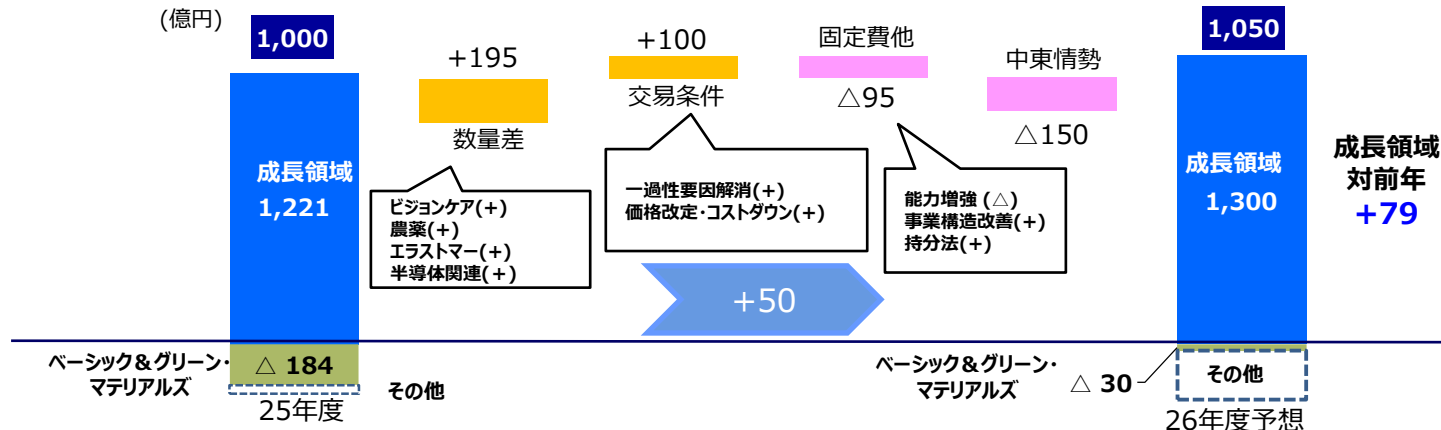 (億円)
1,000
+195
数量差
+100
交易条件
固定費他
△95
中東情勢
△150
1,050
成長領域
1,221
ビジョンケア(+)
農薬(+)
エラストマー(+)
半導体関連(+)
一過性要因解消(+)
価格改定・コストダウン(+)
能力増強 (△)
事業構造改善(+)
持分法(+)
成長領域
1,300
成長領域
対前年
+79
+50
ベーシック&グリーン・
マテリアルズ
△ 184
その他
25年度
ベーシック&グリーン・
マテリアルズ
△ 30
その他
26年度予想